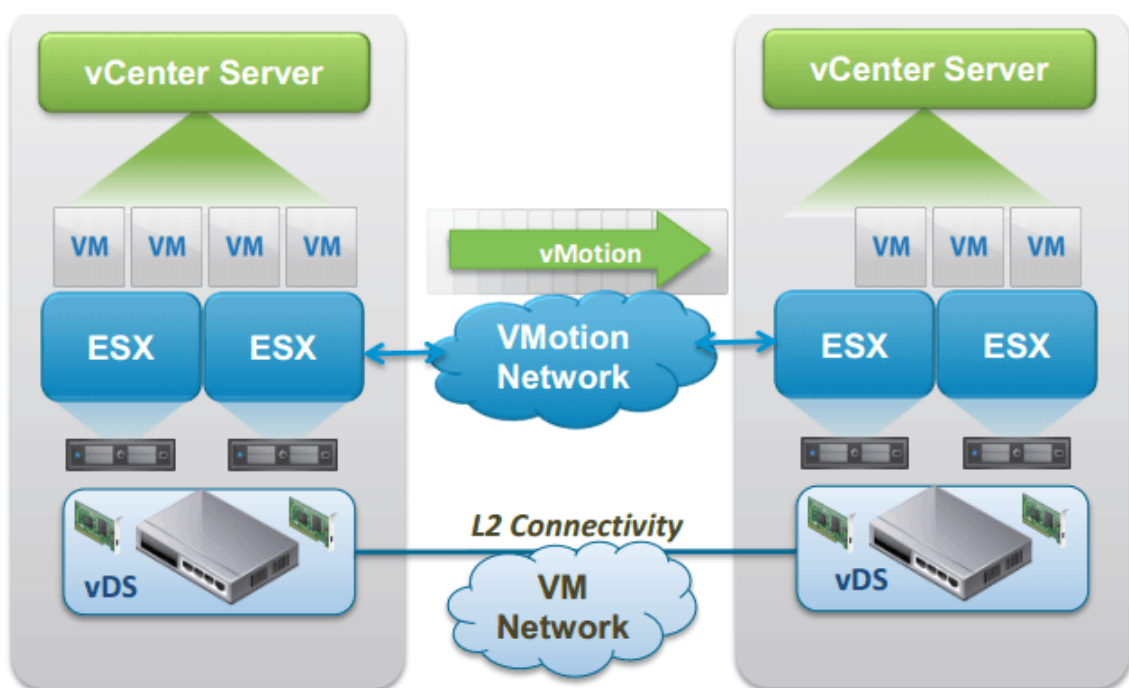 vCenter Server
VM VM VM VM
ESX ESX
vDS
vMotion
VMotion
Network
L2 Connectivity
VM
Network
vCenter Server
VM VM VM
ESX ESX
vDS